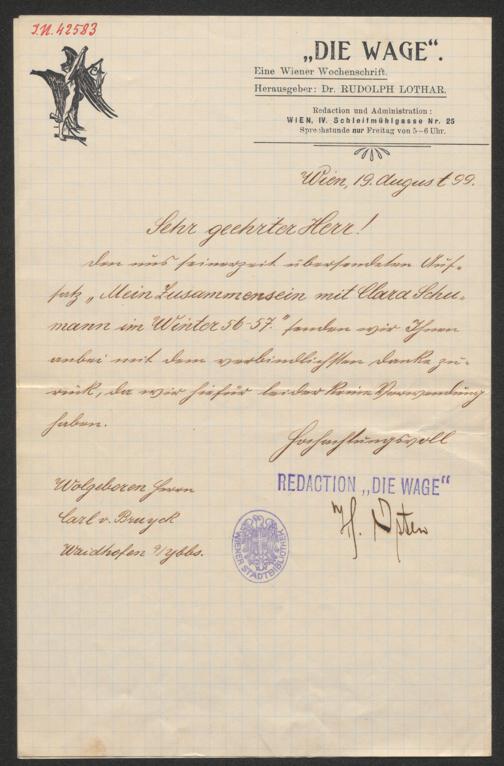 J.N. 42583
„DIE WAGE“.
Eine Wiener Wochenschrift.
Herausgeber: Dr. RUDOLPH LOTHAR.
Redaction und Administration:
WIEN, IV. Schleifmühlgasse Nr. 25
Sprechstunde nur Freitag von 5–6 Uhr.
Wien, 19. August 99.
Sehr geehrter Herr!
Den uns seinerzeit übersendeten Auf-
satz „Mein Zusammensein mit Clara Schu-
mann im Winter 56-57.“ senden wir Ihnen
anbei mit dem verbindlichsten Danke zu-
rück, da wir hiefür leider keine Verwendung
haben.
Hochachtungsvoll
REDACTION „DIE WAGE“
Wolgeboren Herrn
Carl v. Bruyck
Waidhofen a/ybbs.
WIENER STADTBIBLIOTHEK